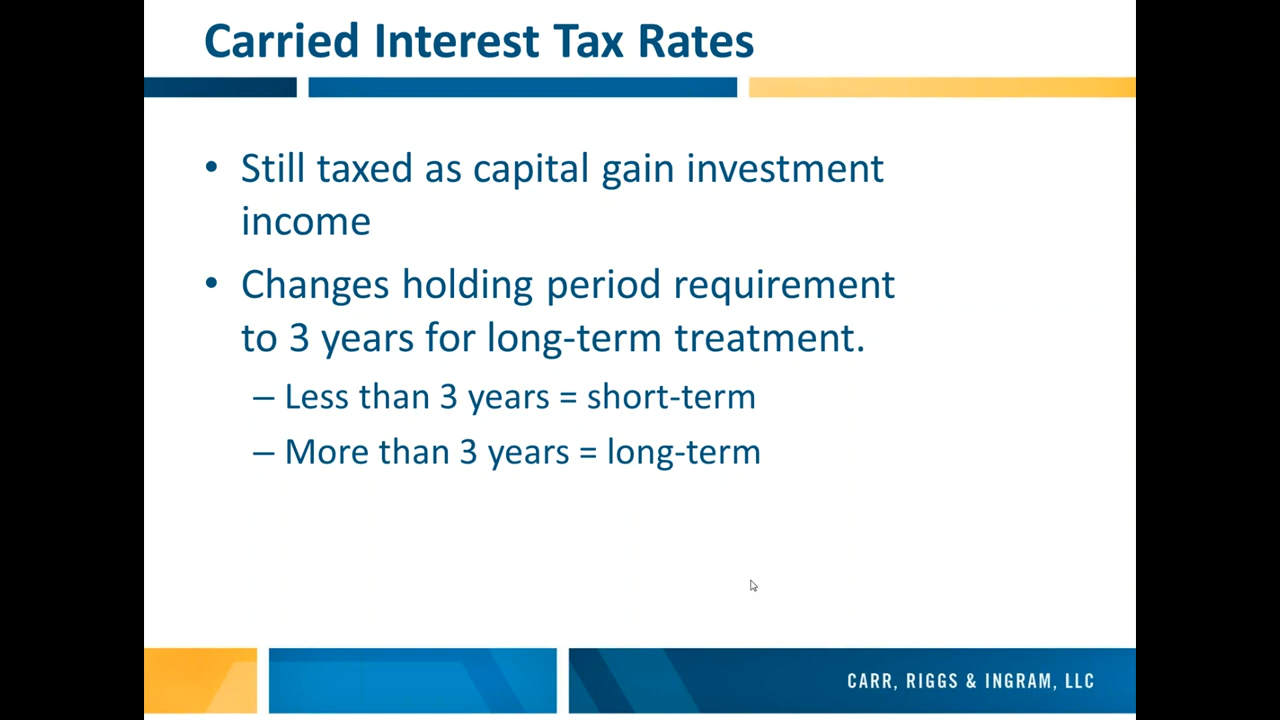 Carried Interest Tax Rates
• Still taxed as capital gain investment
income
• Changes holding period requirement
to 3 years for long-term treatment.
– Less than 3 years = short-term
– More than 3 years = long-term
CARR, RIGGS & INGRAM, LLC